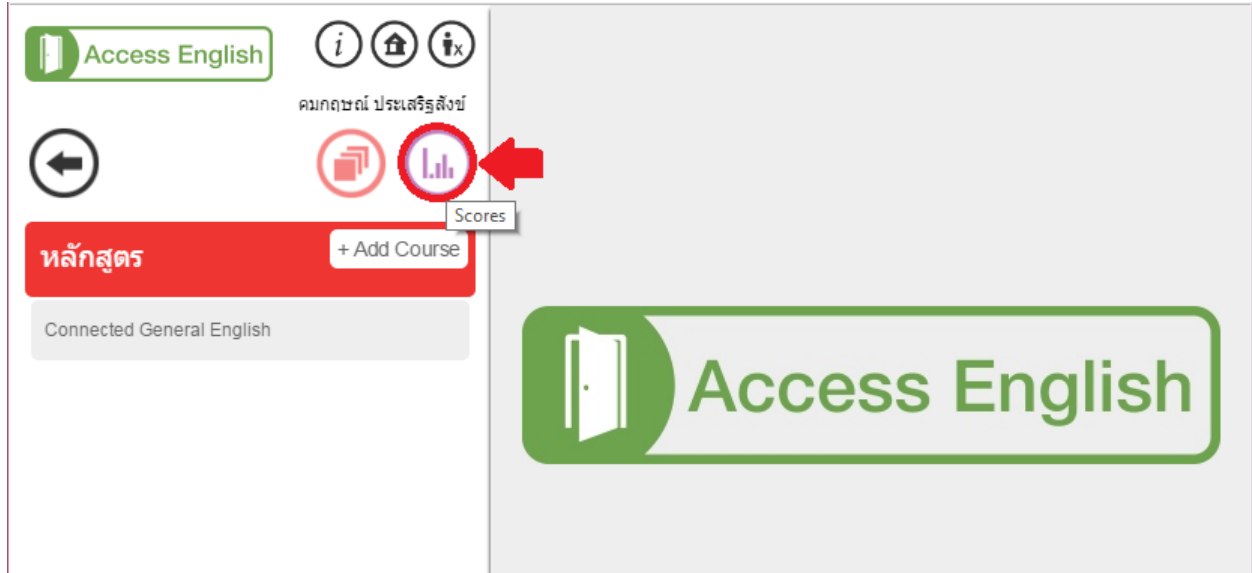 Access English
คมกฤษณ์ ประเสริฐสังข์
Scores
หลักสูตร
+ Add Course
Connected General English
Access English